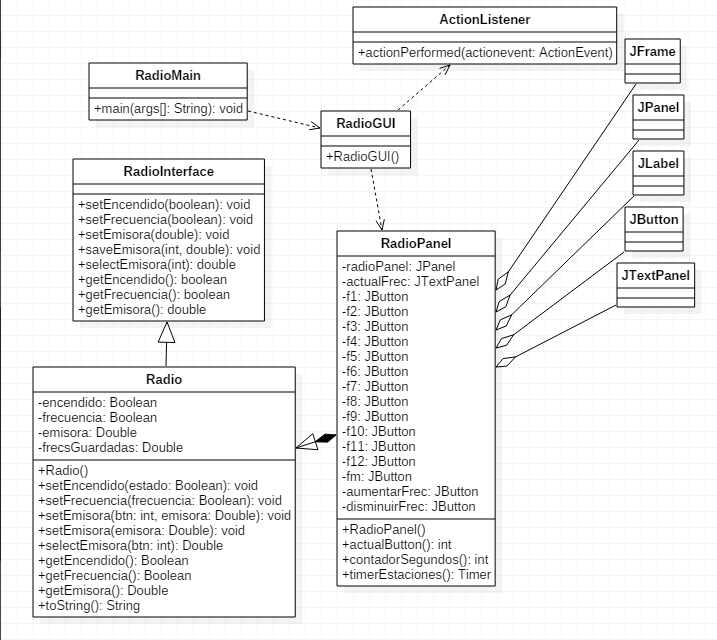 ActionListener
+actionPerformed(actionevent: ActionEvent)
JFrame
JPanel
JLabel
JButton
JTextPanel
RadioMain
+main(args[]: String): void
RadioGUI
+RadioGUI()
RadioInterface
+setEncendido(boolean): void
+setFrecuencia(boolean): void
+setEmisora(double): void
+saveEmisora(int, double): void
+selectEmisora(int): double
+getEncendido(): boolean
+getFrecuencia(): boolean
+getEmisora(): double
RadioPanel
-radioPanel: JPanel
-actualFrec: JTextPanel
-f1: JButton
-f2: JButton
-f3: JButton
-f4: JButton
-f5: JButton
-f6: JButton
-f7: JButton
-f8: JButton
-f9: JButton
-f10: JButton
-f11: JButton
-f12: JButton
-fm: JButton
-aumentarFrec: JButton
-disminuirFrec: JButton
+RadioPanel()
+actualButton(): int
+contadorSegundos(): int
+timerEstaciones(): Timer
Radio
-encendido: Boolean
-frecuencia: Boolean
-emisora: Double
-frecsGuardadas: Double
+Radio()
+setEncendido(estado: Boolean): void
+setFrecuencia(frecuencia: Boolean): void
+setEmisora(btn: int, emisora: Double): void
+setEmisora(emisora: Double): void
+selectEmisora(btn: int): Double
+getEncendido(): Boolean
+getFrecuencia(): Boolean
+getEmisora(): Double
+toString(): String